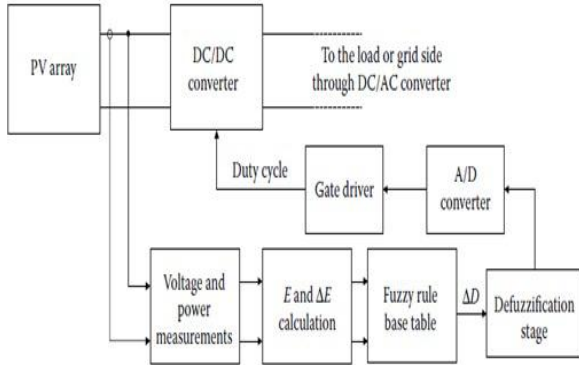 PV array
DC/DC
converter
To the load or grid side
through DC/AC converter
Duty cycle
Gate driver
A/D
converter
Voltage and
power
measurements
E and ΔE
calculation
Fuzzy rule
base table
ΔD
Defuzzification
stage